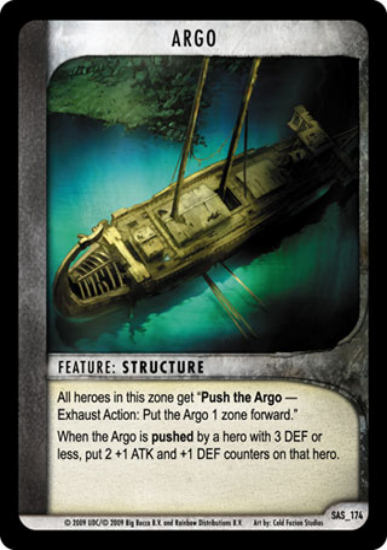 ARGO
FEATURE: STRUCTURE
All heroes in this zone get “Push the Argo —
Exhaust Action: Put the Argo 1 zone forward.”
When the Argo is pushed by a hero with 3 DEF or
less, put 2 +1 ATK and +1 DEF counters on that hero.
SAS_174
© 2009 UDC/© 2009 Big Rocco B.V. and Rainbow Distributions B.V. Art by: Cold Fuzion Studios